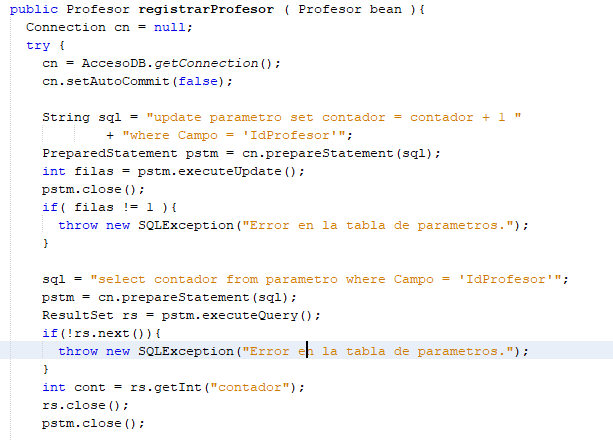 public Profesor registrarProfesor ( Profesor bean ){
Connection cn = null;
try {
cn = AccesoDB.getConnection();
cn.setAutoCommit(false);
String sql = "update parametro set contador = contador + 1 "
+ "where Campo = 'IdProfesor'";
PreparedStatement pstm = cn.prepareStatement(sql);
int filas = pstm.executeUpdate();
pstm.close();
if( filas != 1 ){
throw new SQLException("Error en la tabla de parametros.");
}
sql = "select contador from parametro where Campo = 'IdProfesor'";
pstm = cn.prepareStatement(sql);
ResultSet rs = pstm.executeQuery();
if(!rs.next()){
throw new SQLException("Error en la tabla de parametros.");
}
int cont = rs.getInt("contador");
rs.close();
pstm.close();